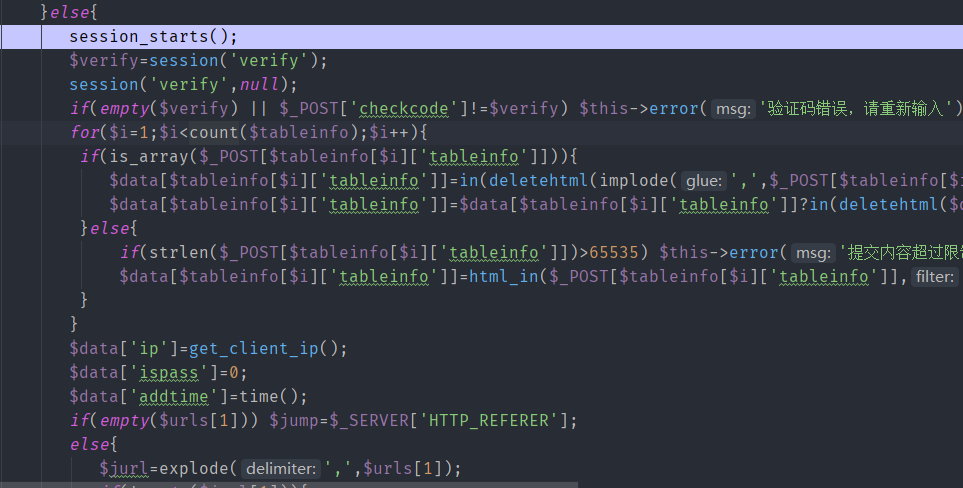 }else{
session_starts();
$verify=session('verify');
session('verify',null);
if(empty($verify) || $_POST['checkcode']!=$verify) $this->error( msg: '验证码错误，请重新输入')
for($i=1;$i<count($tableinfo);$i++){
if(is_array($_POST[$tableinfo[$i]['tableinfo']])){
$data[$tableinfo[$i]['tableinfo']]=in(deletehtml(implode( glue: ',',$_POST[$tableinfo[$i
$data[$tableinfo[$i]['tableinfo']]=$data[$tableinfo[$i]['tableinfo']]?in(deletehtml($
}else{
if(strlen($_POST[$tableinfo[$i]['tableinfo']])>65535) $this->error( msg: '提交内容超过限
$data[$tableinfo[$i]['tableinfo']]=html_in($_POST[$tableinfo[$i]['tableinfo']], filter:
}
}
$data['ip']=get_client_ip();
$data['ispass']=0;
$data['addtime']=time();
if(empty($urls[1])) $jump=$_SERVER['HTTP_REFERER'];
else{
$jurl=explode( delimiter: ',',$urls[1]);